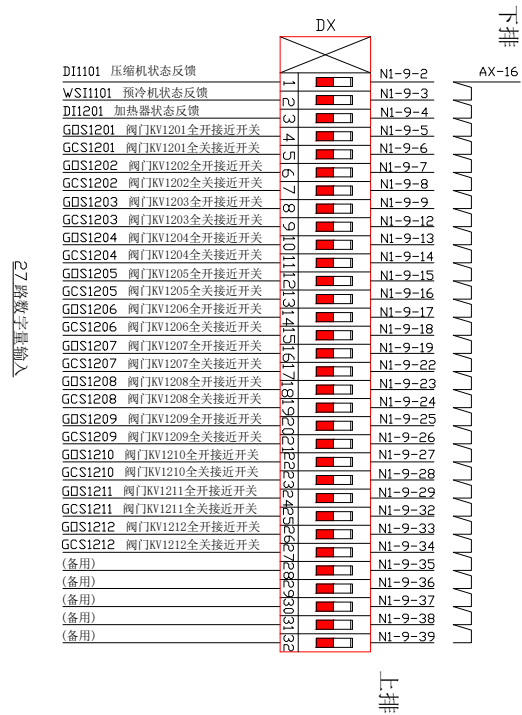 下排
DX
DI1101 压缩机状态反馈 1 N1-9-2 AX-16
WSI1101 预冷机状态反馈 2 N1-9-3
DI1201 加热器状态反馈 3 N1-9-4
GOS1201 阀门KV1201全开接近开关 4 N1-9-5
GCS1201 阀门KV1201全关接近开关 5 N1-9-6
GOS1202 阀门KV1202全开接近开关 6 N1-9-7
GCS1202 阀门KV1202全关接近开关 7 N1-9-8
GOS1203 阀门KV1203全开接近开关 8 N1-9-9
GCS1203 阀门KV1203全关接近开关 9 N1-9-12
GOS1204 阀门KV1204全开接近开关 10 N1-9-13
GCS1204 阀门KV1204全关接近开关 11 N1-9-14
GOS1205 阀门KV1205全开接近开关 12 N1-9-15
GCS1205 阀门KV1205全关接近开关 13 N1-9-16
GOS1206 阀门KV1206全开接近开关 14 N1-9-17
GCS1206 阀门KV1206全关接近开关 15 N1-9-18
GOS1207 阀门KV1207全开接近开关 16 N1-9-19
GCS1207 阀门KV1207全关接近开关 17 N1-9-22
GOS1208 阀门KV1208全开接近开关 18 N1-9-23
GCS1208 阀门KV1208全关接近开关 19 N1-9-24
GOS1209 阀门KV1209全开接近开关 20 N1-9-25
GCS1209 阀门KV1209全关接近开关 21 N1-9-26
GOS1210 阀门KV1210全开接近开关 22 N1-9-27
GCS1210 阀门KV1210全关接近开关 23 N1-9-28
GOS1211 阀门KV1211全开接近开关 24 N1-9-29
GCS1211 阀门KV1211全关接近开关 25 N1-9-32
GOS1212 阀门KV1212全开接近开关 26 N1-9-33
GCS1212 阀门KV1212全关接近开关 27 N1-9-34
(备用) 28 N1-9-35
(备用) 29 N1-9-36
(备用) 30 N1-9-37
(备用) 31 N1-9-38
(备用) 32 N1-9-39
27路数字量输入
上排